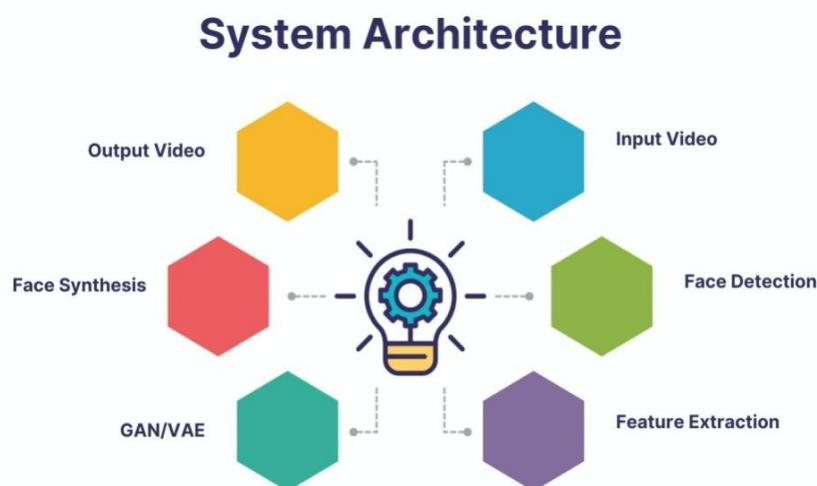 System Architecture
Output Video
Input Video
Face Synthesis
Face Detection
GAN/VAE
Feature Extraction